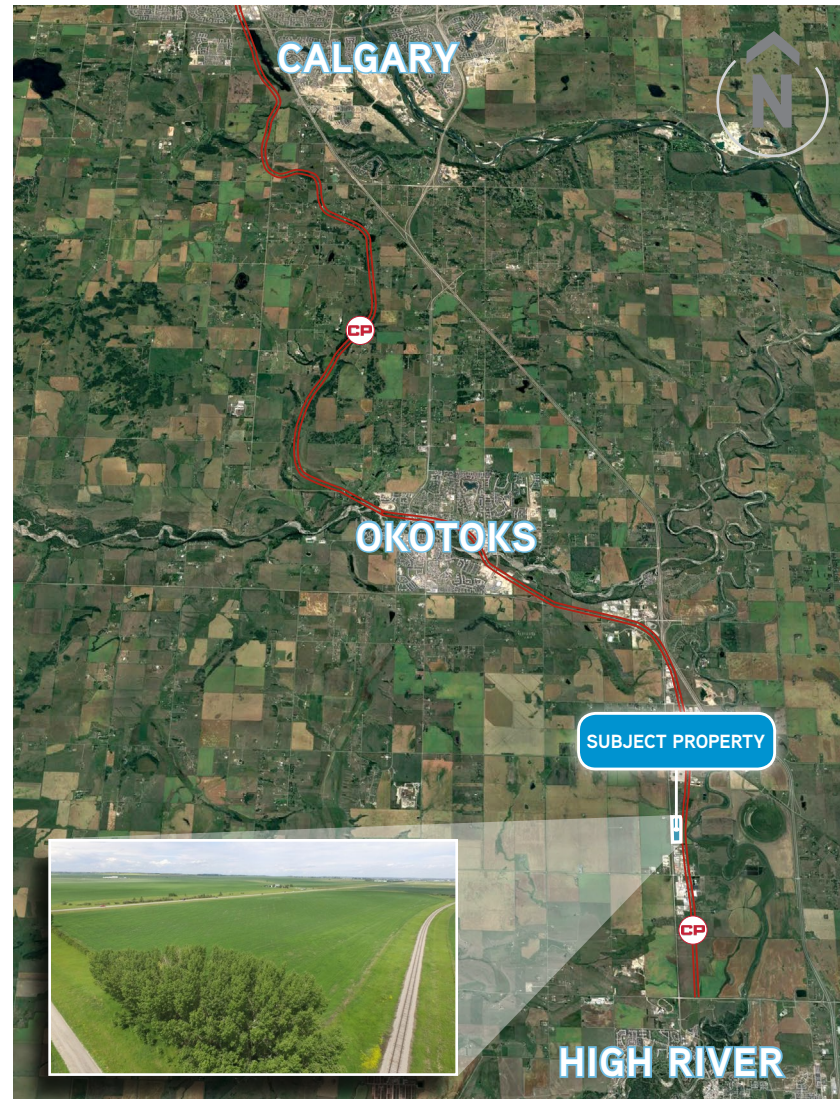 CALGARY
N
CP
OKOTOKS
SUBJECT PROPERTY
CP
HIGH RIVER